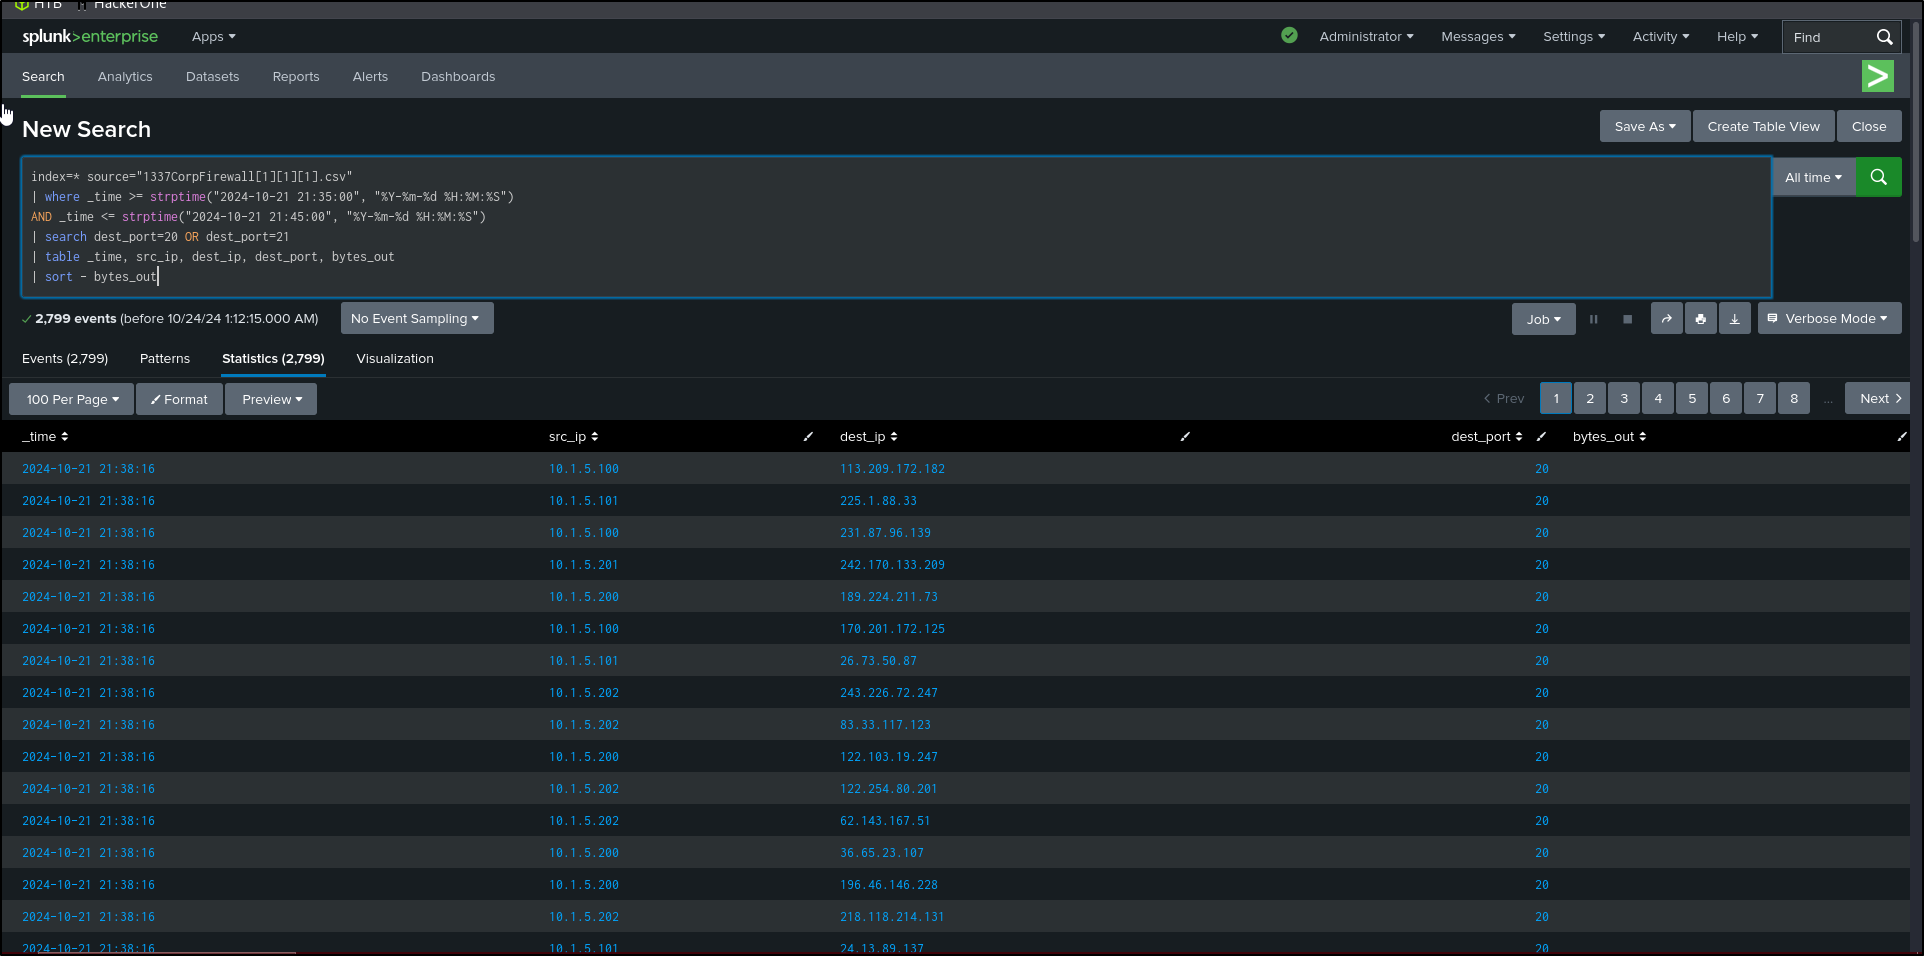 HTB HackerOne
splunk>enterprise Apps Administrator Messages Settings Activity Help Find
Search Analytics Datasets Reports Alerts Dashboards
New Search Save As Create Table View Close
index=* source="1337CorpFirewall[1][1][1].csv"
| where _time >= strptime("2024-10-21 21:35:00", "%Y-%m-%d %H:%M:%S")
AND _time <= strptime("2024-10-21 21:45:00", "%Y-%m-%d %H:%M:%S")
| search dest_port=20 OR dest_port=21
| table _time, src_ip, dest_ip, dest_port, bytes_out
| sort - bytes_out
All time
2,799 events (before 10/24/24 1:12:15.000 AM) No Event Sampling Job Verbose Mode
Events (2,799) Patterns Statistics (2,799) Visualization
100 Per Page Format Preview < Prev 1 2 3 4 5 6 7 8 ... Next >
_time src_ip dest_ip dest_port bytes_out
2024-10-21 21:38:16 10.1.5.100 113.209.172.182 20
2024-10-21 21:38:16 10.1.5.101 225.1.88.33 20
2024-10-21 21:38:16 10.1.5.100 231.87.96.139 20
2024-10-21 21:38:16 10.1.5.201 242.170.133.209 20
2024-10-21 21:38:16 10.1.5.200 189.224.211.73 20
2024-10-21 21:38:16 10.1.5.100 170.201.172.125 20
2024-10-21 21:38:16 10.1.5.101 26.73.50.87 20
2024-10-21 21:38:16 10.1.5.202 243.226.72.247 20
2024-10-21 21:38:16 10.1.5.202 83.33.117.123 20
2024-10-21 21:38:16 10.1.5.200 122.103.19.247 20
2024-10-21 21:38:16 10.1.5.202 122.254.80.201 20
2024-10-21 21:38:16 10.1.5.202 62.143.167.51 20
2024-10-21 21:38:16 10.1.5.200 36.65.23.107 20
2024-10-21 21:38:16 10.1.5.200 196.46.146.228 20
2024-10-21 21:38:16 10.1.5.202 218.118.214.131 20
2024-10-21 21:38:16 10.1.5.101 24.13.89.137 20